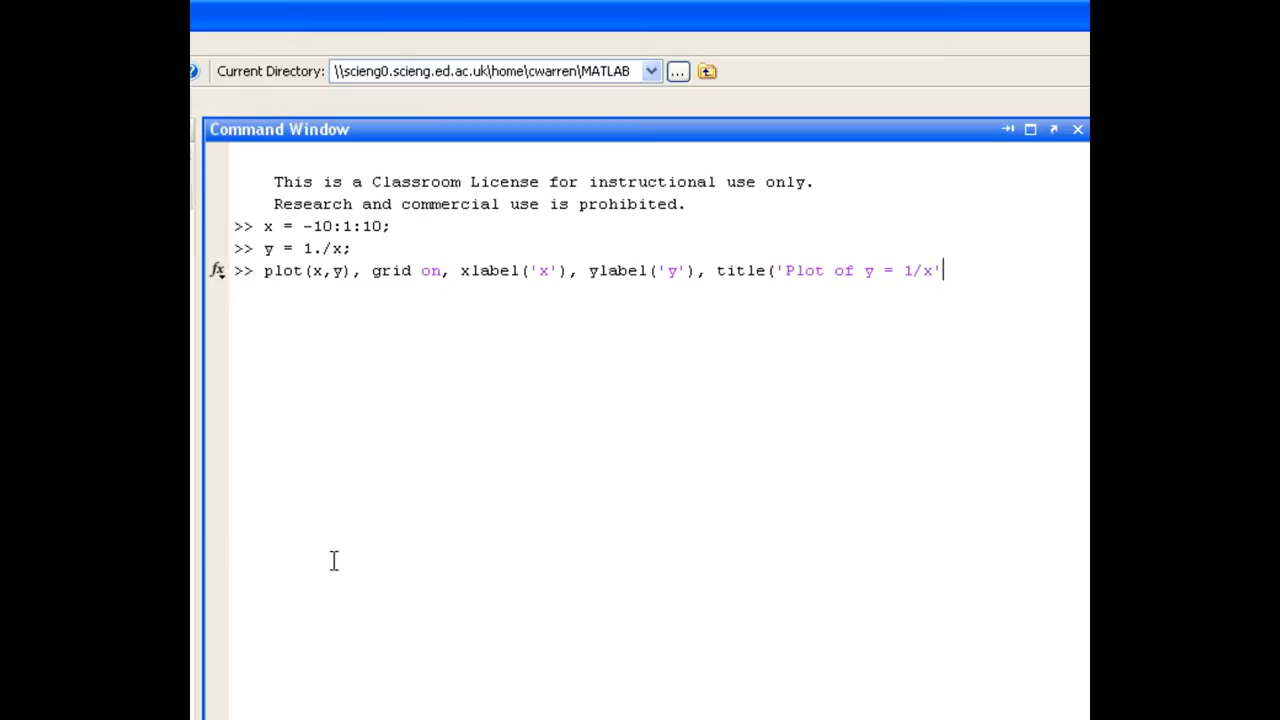 Current Directory: \\scieng0.scieng.ed.ac.uk\home\cwarren\MATLAB ...
Command Window
This is a Classroom License for instructional use only.
Research and commercial use is prohibited.
>> x = -10:1:10;
>> y = 1./x;
fx >> plot(x,y), grid on, xlabel('x'), ylabel('y'), title('Plot of y = 1/x'